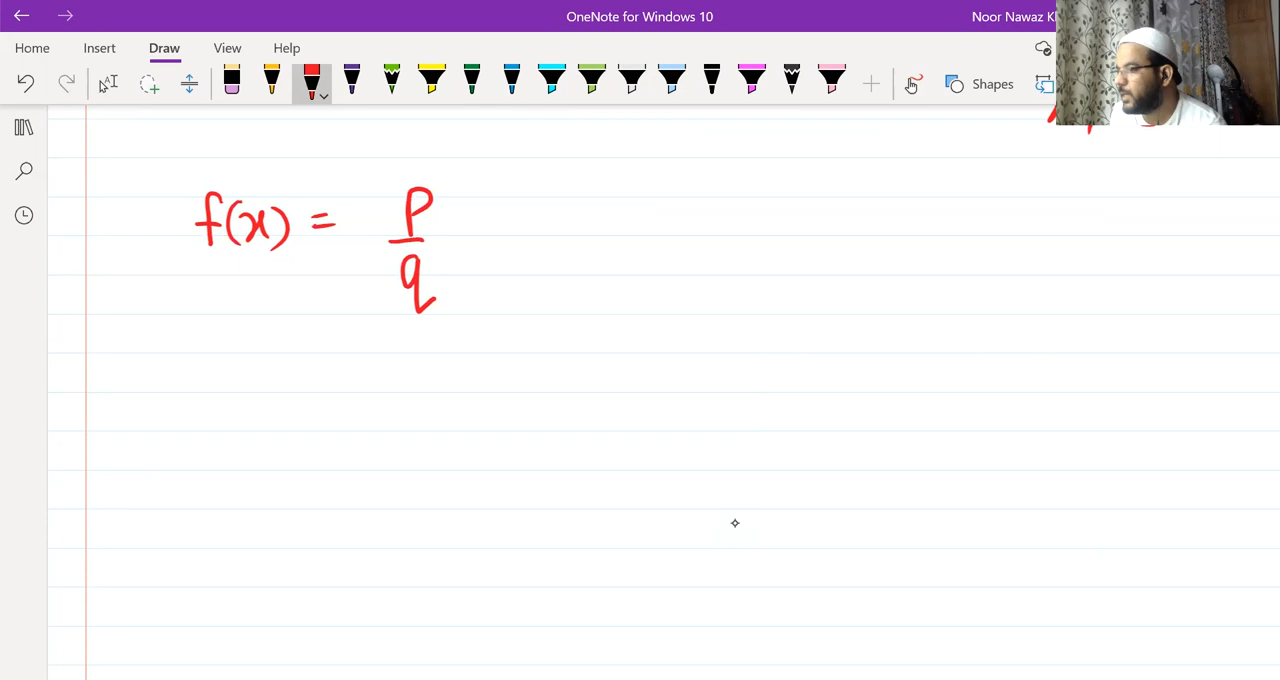 OneNote for Windows 10
Noor Nawaz
Home Insert Draw View Help
Shapes
f(x) = p
q